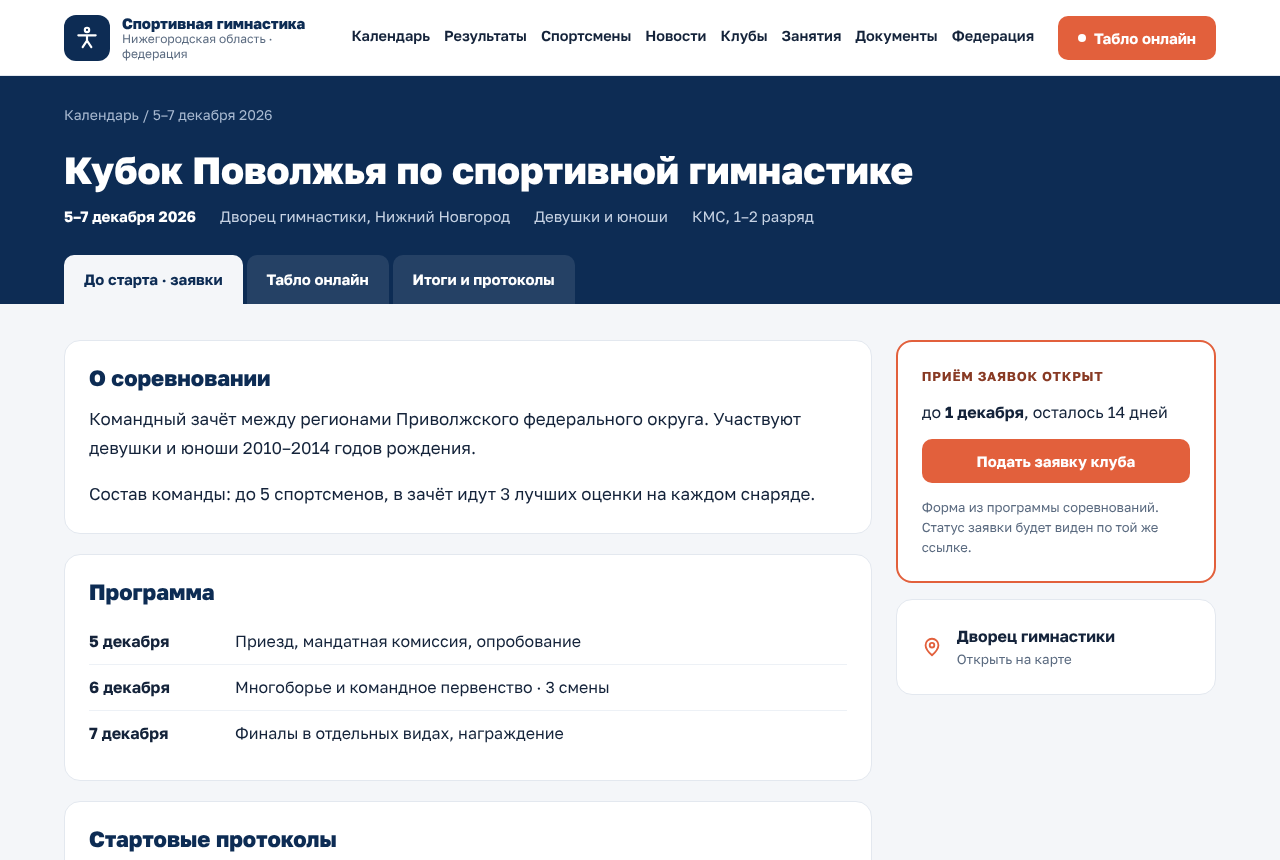 Спортивная гимнастика
Нижегородская область ·
федерация
Календарь Результаты Спортсмены Новости Клубы Занятия Документы Федерация
Табло онлайн
Календарь / 5–7 декабря 2026
Кубок Поволжья по спортивной гимнастике
5–7 декабря 2026 Дворец гимнастики, Нижний Новгород Девушки и юноши КМС, 1–2 разряд
До старта · заявки Табло онлайн Итоги и протоколы
О соревновании
Командный зачёт между регионами Приволжского федерального округа. Участвуют
девушки и юноши 2010–2014 годов рождения.
Состав команды: до 5 спортсменов, в зачёт идут 3 лучших оценки на каждом снаряде.
Программа
5 декабря Приезд, мандатная комиссия, опробование
6 декабря Многоборье и командное первенство · 3 смены
7 декабря Финалы в отдельных видах, награждение
Стартовые протоколы
ПРИЁМ ЗАЯВОК ОТКРЫТ
до 1 декабря, осталось 14 дней
Подать заявку клуба
Форма из программы соревнований.
Статус заявки будет виден по той же
ссылке.
Дворец гимнастики
Открыть на карте